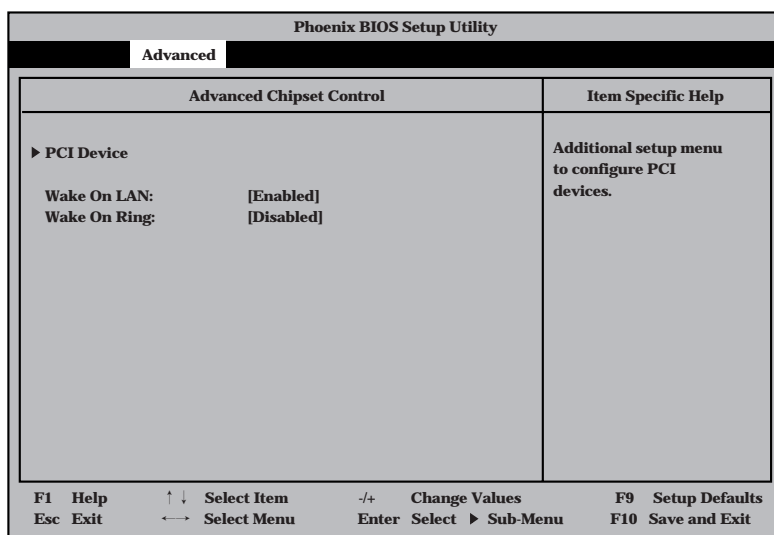 Phoenix BIOS Setup Utility
Advanced
Advanced Chipset Control
Item Specific Help
▶ PCI Device
Wake On LAN: [Enabled]
Wake On Ring: [Disabled]
Additional setup menu
to configure PCI
devices.
F1 Help ↑↓ Select Item -/+ Change Values F9 Setup Defaults
Esc Exit ←→ Select Menu Enter Select ▶ Sub-Menu F10 Save and Exit